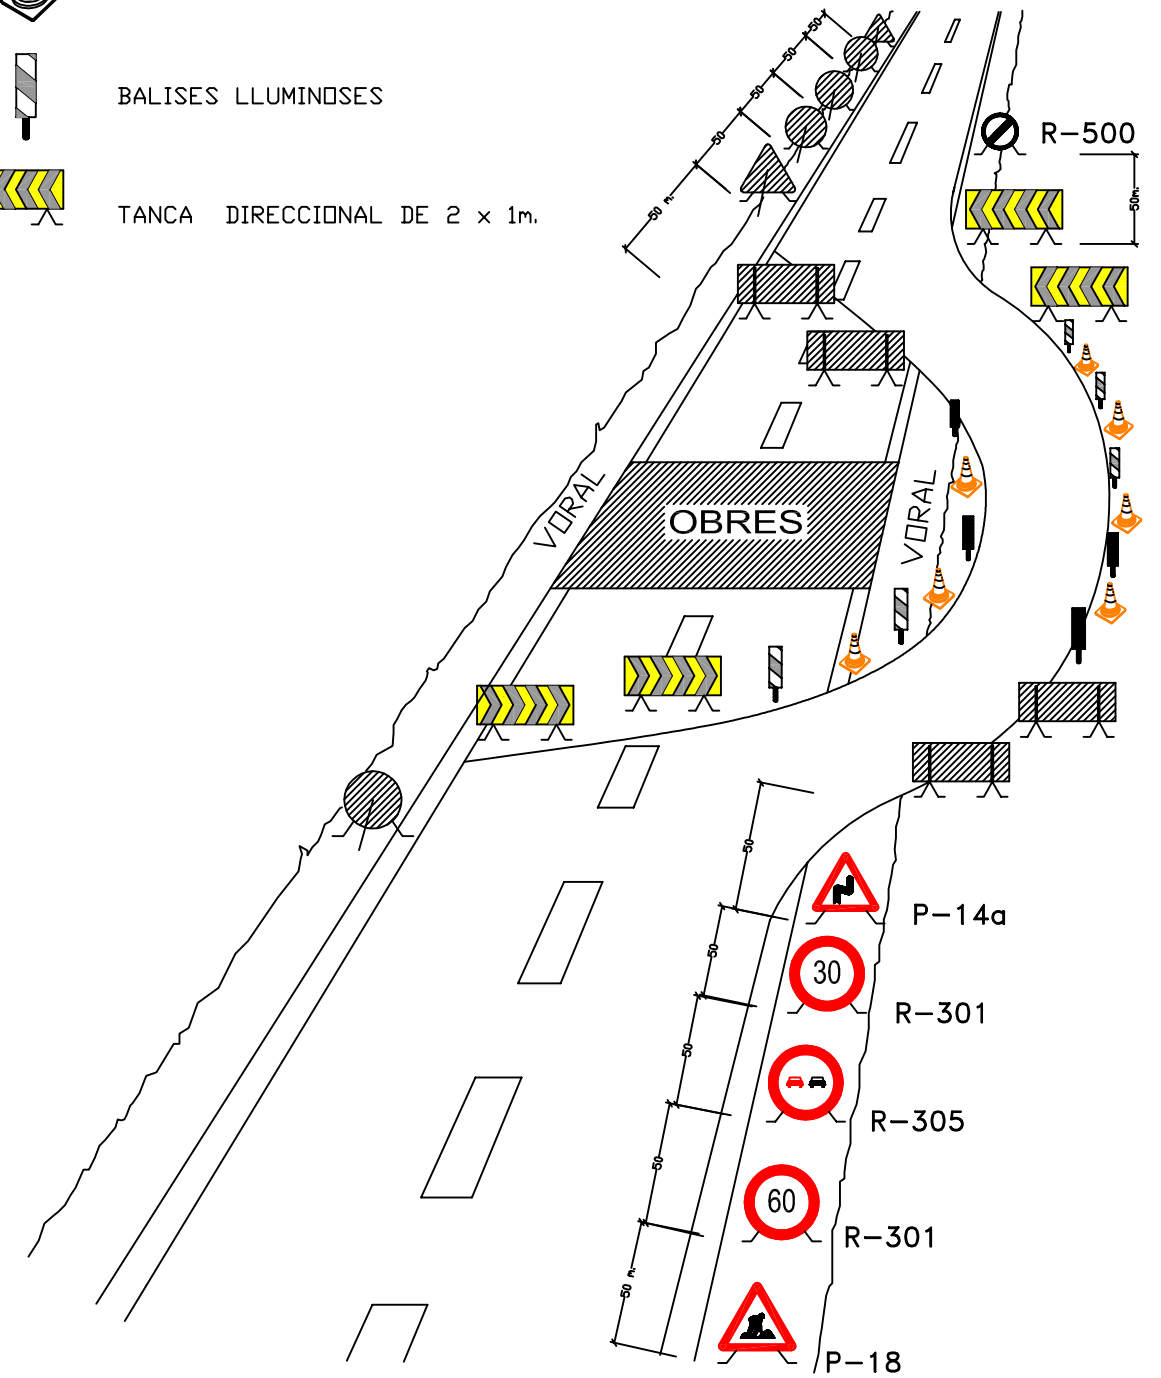 BALISES LLUMINOSES
TANCA DIRECCIONAL DE 2 x 1m.
50
50
50
50
50 m.
R-500
50m.
VORAL
OBRES
VORAL
50
P-14a
50
30
R-301
50
R-305
50
60
R-301
50 m.
P-18